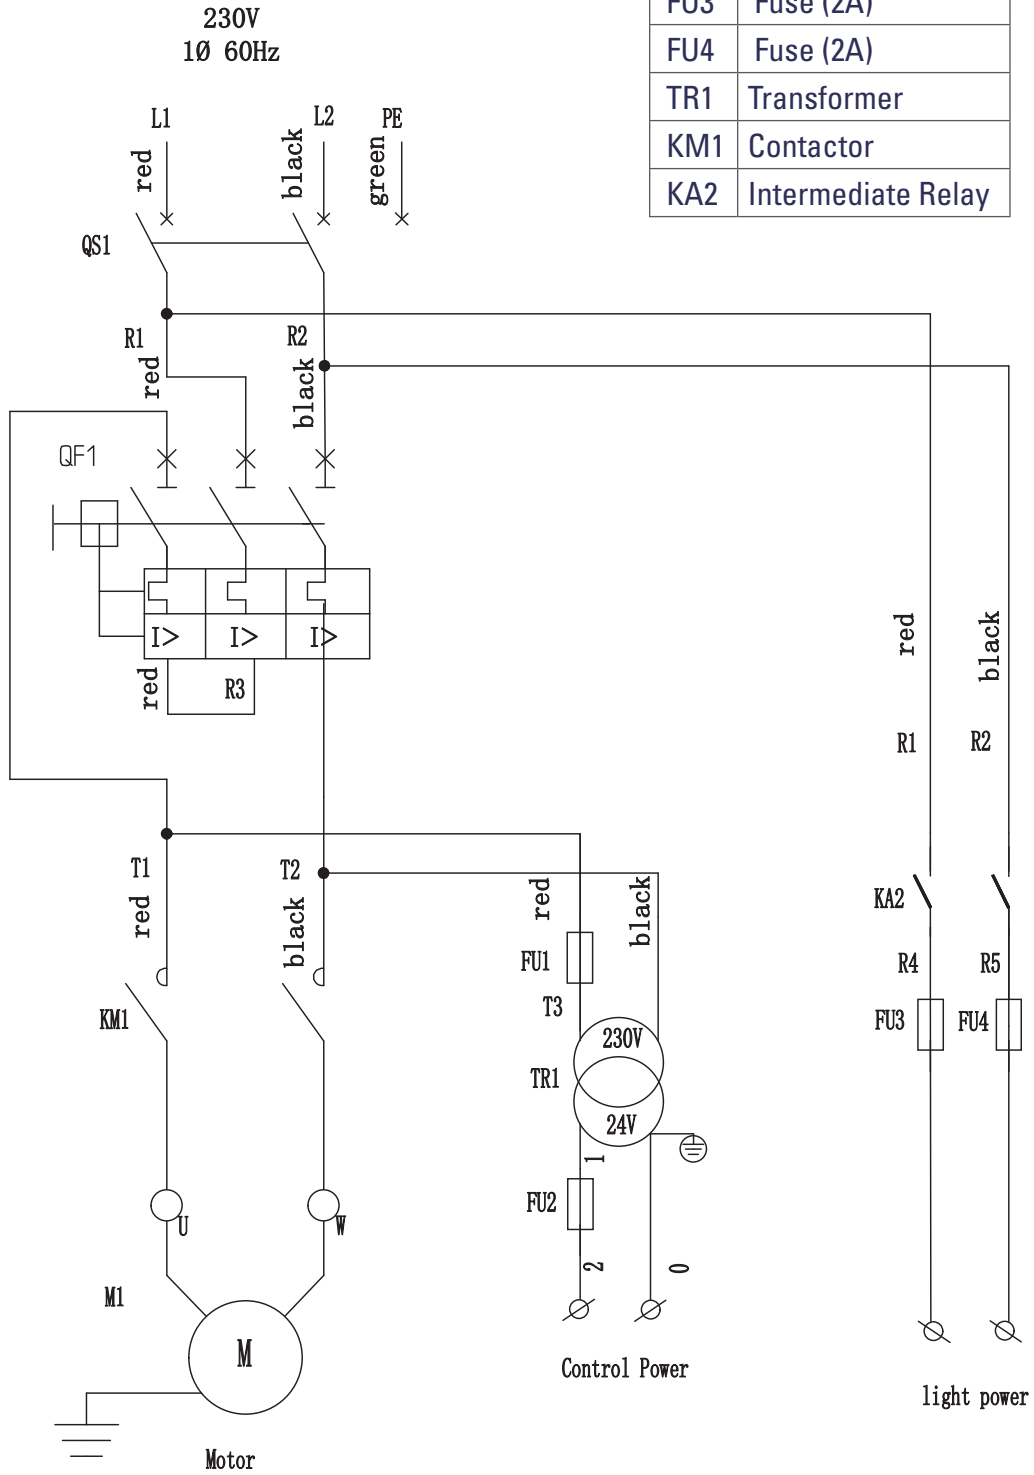 230V
1Ø 60Hz
FU3 Fuse (2A)
FU4 Fuse (2A)
TR1 Transformer
KM1 Contactor
KA2 Intermediate Relay
L1 L2 PE
red black green
QS1
R1 R2
red black
QF1
I> I> I>
red R3
red black
R1 R2
T1 T2
red black
red black
KA2
FU1
R4 R5
T3
KM1
FU3 FU4
230V
TR1
24V
1
FU2
U W
2 0
M1
M
Control Power
light power
Motor